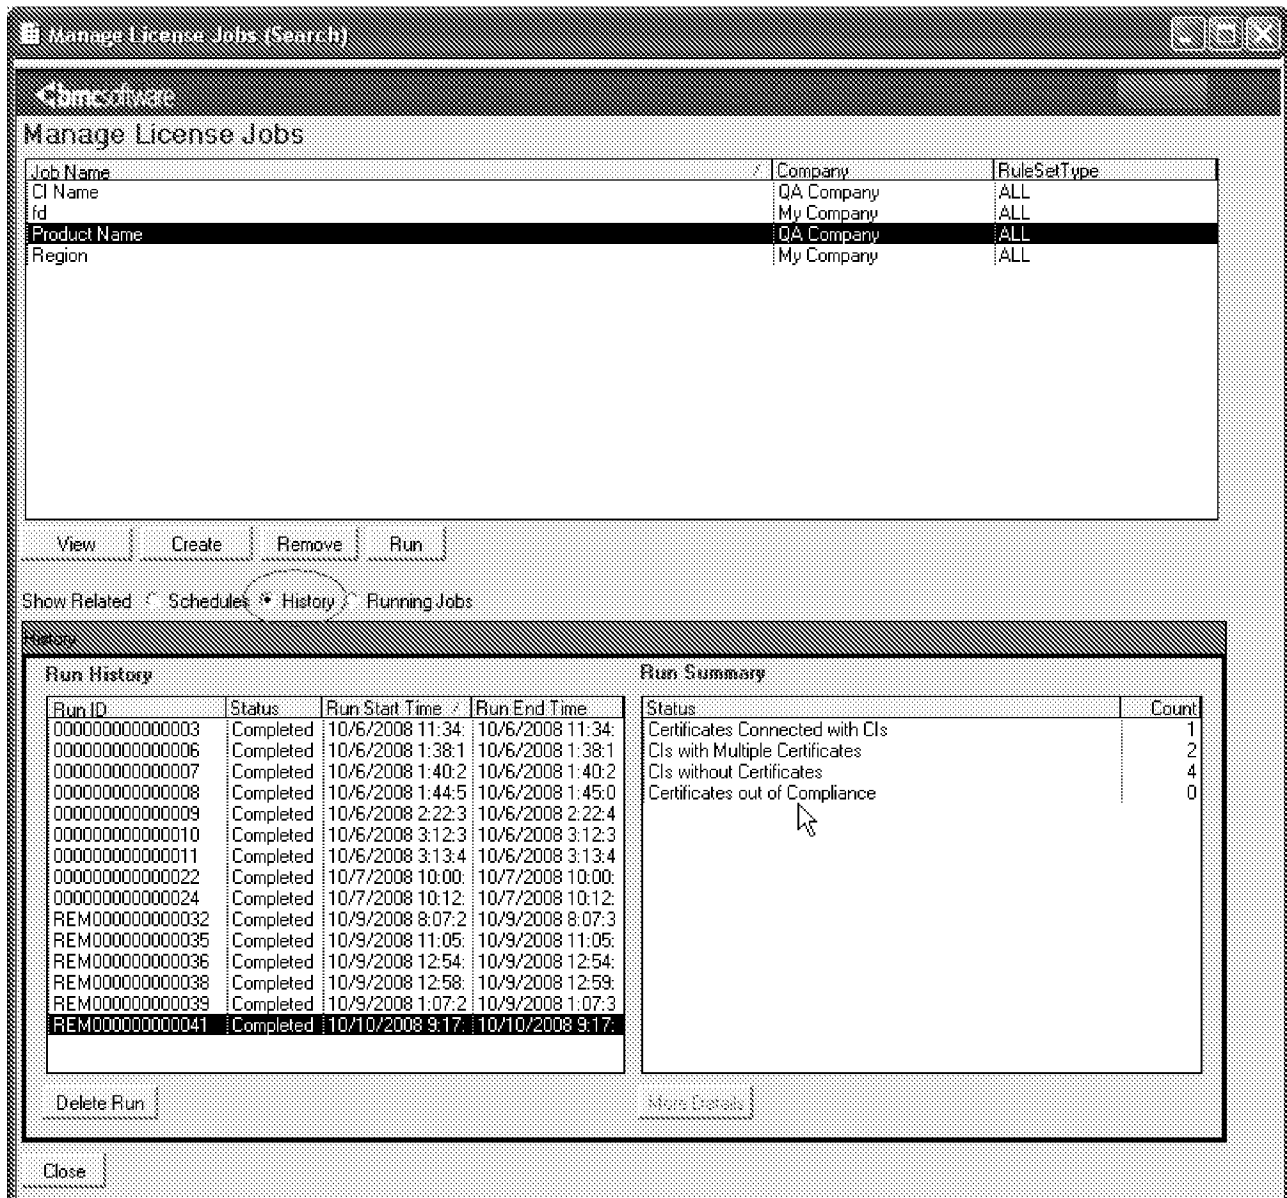 Manage License Jobs (Search)
bmcsoftware
Manage License Jobs
Job Name Company RuleSetType
CI Name QA Company ALL
fd My Company ALL
Product Name QA Company ALL
Region My Company ALL
View Create Remove Run
Show Related Schedules History Running Jobs
History
Run History Run Summary
Run ID Status Run Start Time Run End Time Status Count
000000000000003 Completed 10/6/2008 11:34: 10/6/2008 11:34: Certificates Connected with CIs 1
000000000000006 Completed 10/6/2008 1:38:1 10/6/2008 1:38:1 CIs with Multiple Certificates 2
000000000000007 Completed 10/6/2008 1:40:2 10/6/2008 1:40:2 CIs without Certificates 4
000000000000008 Completed 10/6/2008 1:44:5 10/6/2008 1:45:0 Certificates out of Compliance 0
000000000000009 Completed 10/6/2008 2:22:3 10/6/2008 2:22:4
000000000000010 Completed 10/6/2008 3:12:3 10/6/2008 3:12:3
000000000000011 Completed 10/6/2008 3:13:4 10/6/2008 3:13:4
000000000000022 Completed 10/7/2008 10:00: 10/7/2008 10:00:
000000000000024 Completed 10/7/2008 10:12: 10/7/2008 10:12:
REM000000000032 Completed 10/9/2008 8:07:2 10/9/2008 8:07:3
REM000000000035 Completed 10/9/2008 11:05: 10/9/2008 11:05:
REM000000000036 Completed 10/9/2008 12:54: 10/9/2008 12:54:
REM000000000038 Completed 10/9/2008 12:58: 10/9/2008 12:59:
REM000000000039 Completed 10/9/2008 1:07:2 10/9/2008 1:07:3
REM000000000041 Completed 10/10/2008 9:17: 10/10/2008 9:17:
Delete Run More Details
Close